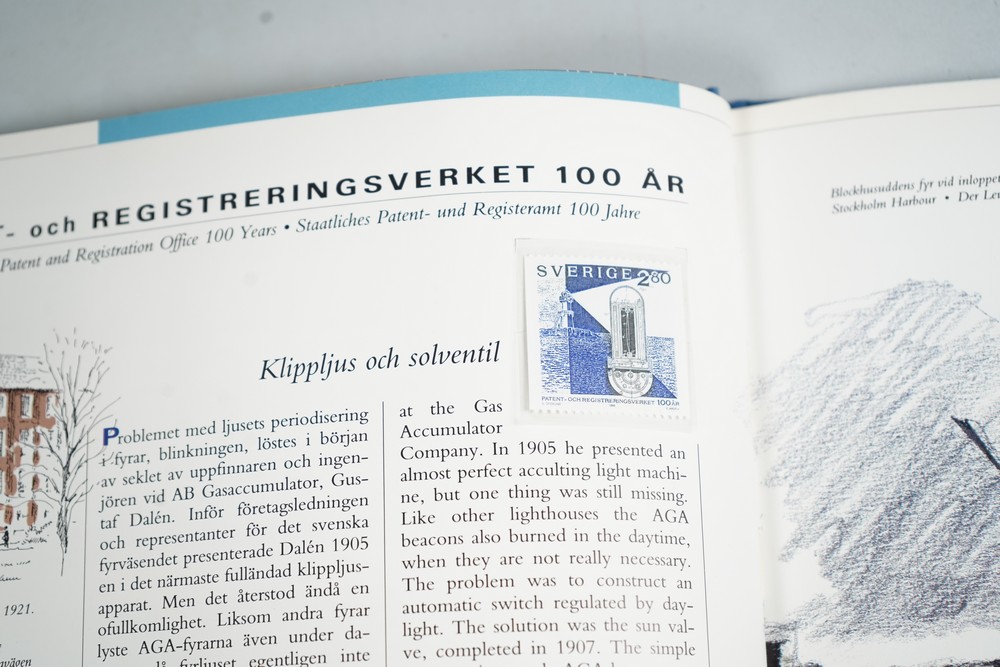 - och REGISTRERINGSVERKET 100 ÅR
Patent and Registration Office 100 Years • Staatliches Patent- und Registeramt 100 Jahre
SVERIGE 280
PATENT- OCH REGISTRERINGSVERKET 100 ÅR
Klippljus och solventil
Problemet med ljusets periodisering
i fyrar, blinkningen, löstes i början
av seklet av uppfinnaren och ingen-
jören vid AB Gasaccumulator, Gus-
taf Dalén. Inför företagsledningen
och representanter för det svenska
fyrväsendet presenterade Dalén 1905
en i det närmaste fulländad klippljus-
apparat. Men det återstod ändå en
ofullkomlighet. Liksom andra fyrar
lyste AGA-fyrarna även under da-
fyrljuset egentligen inte
at the Gas
Accumulator
Company. In 1905 he presented an
almost perfect acculting light machi-
ne, but one thing was still missing.
Like other lighthouses the AGA
beacons also burned in the daytime,
when they are not really necessary.
The problem was to construct an
automatic switch regulated by day-
light. The solution was the sun val-
ve, completed in 1907. The simple
1921.
Blockhusuddens fyr vid inloppet
Stockholm Harbour • Der Leu